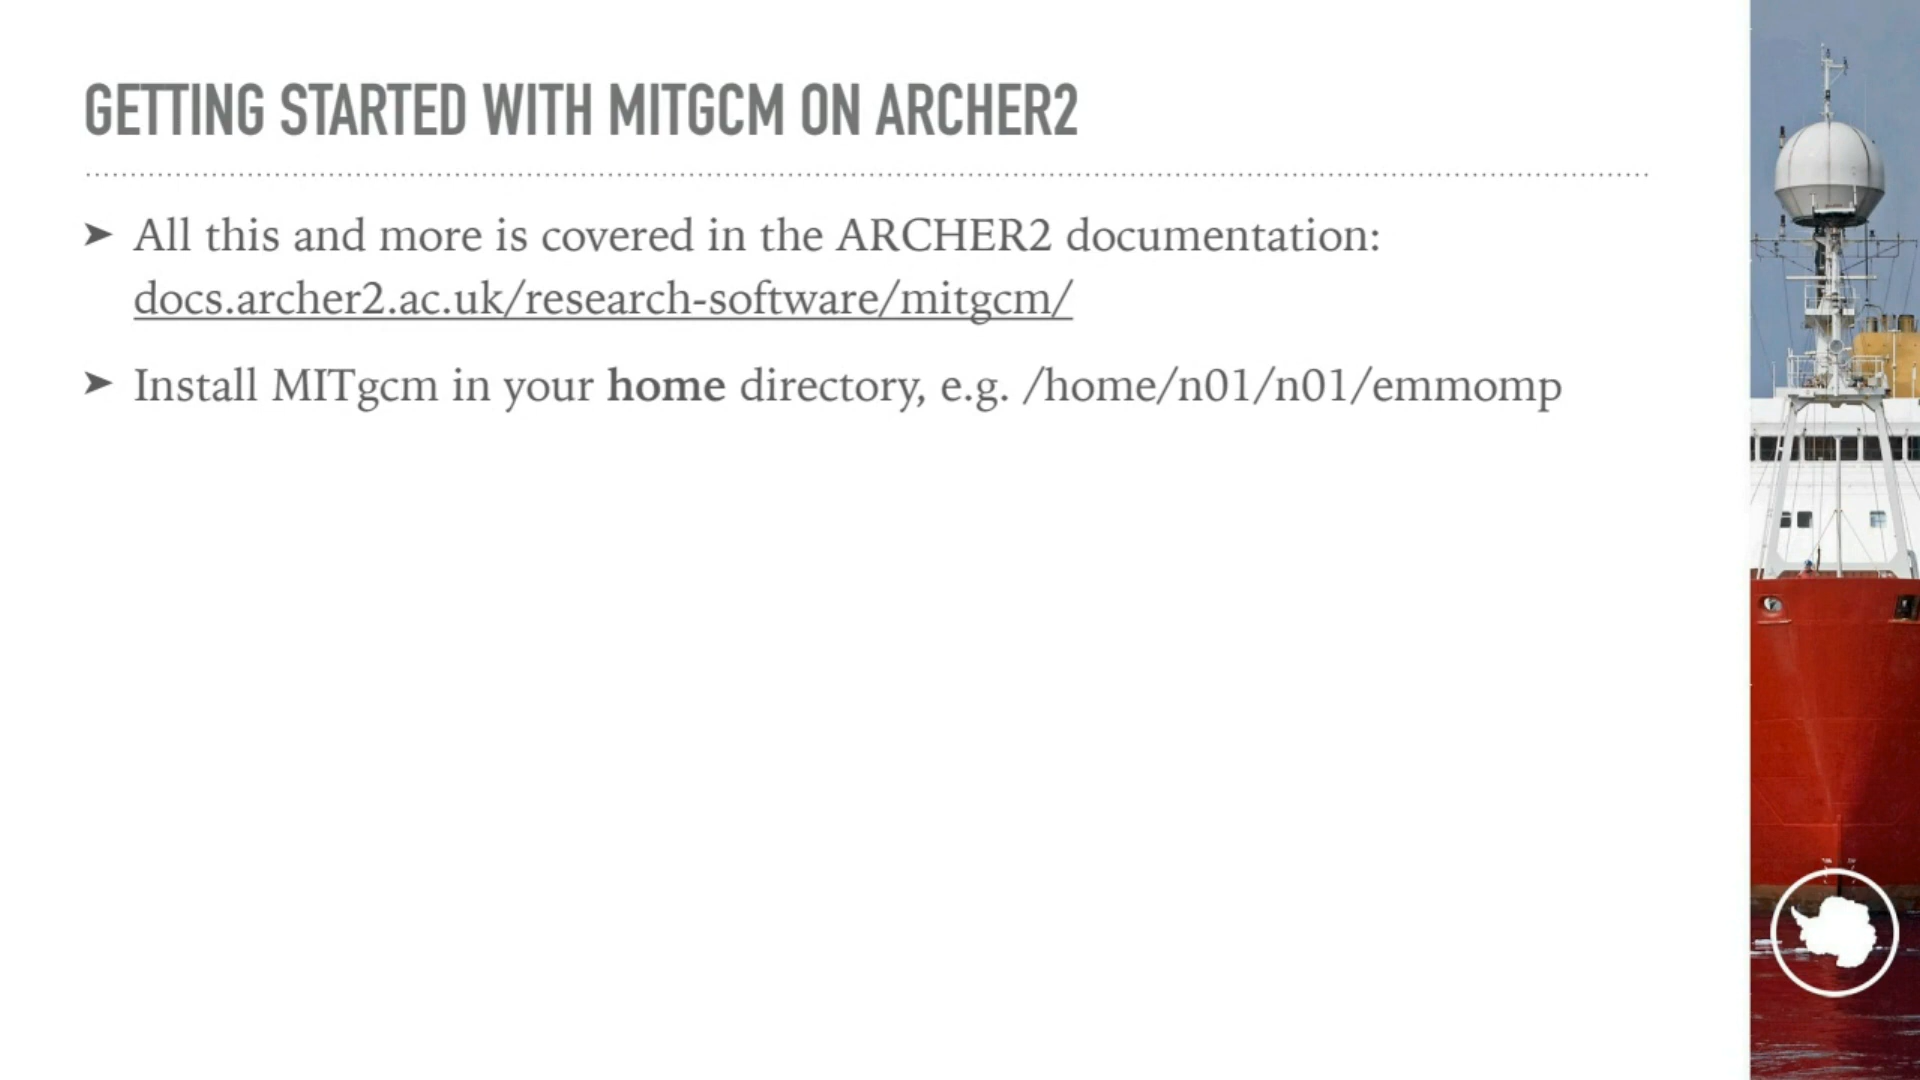 GETTING STARTED WITH MITGCM ON ARCHER2
➤ All this and more is covered in the ARCHER2 documentation:
docs.archer2.ac.uk/research-software/mitgcm/
➤ Install MITgcm in your home directory, e.g. /home/n01/n01/emmomp